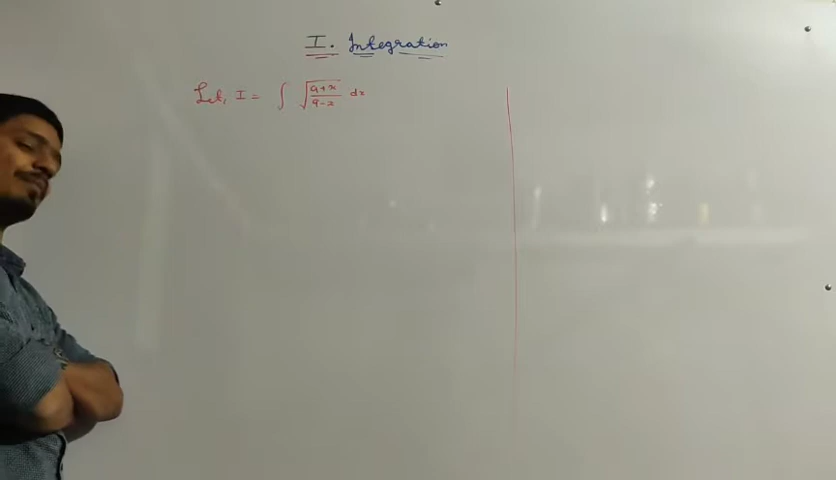 I. Integration
Let, I = ∫ √((a+x)/(a-x)) dx